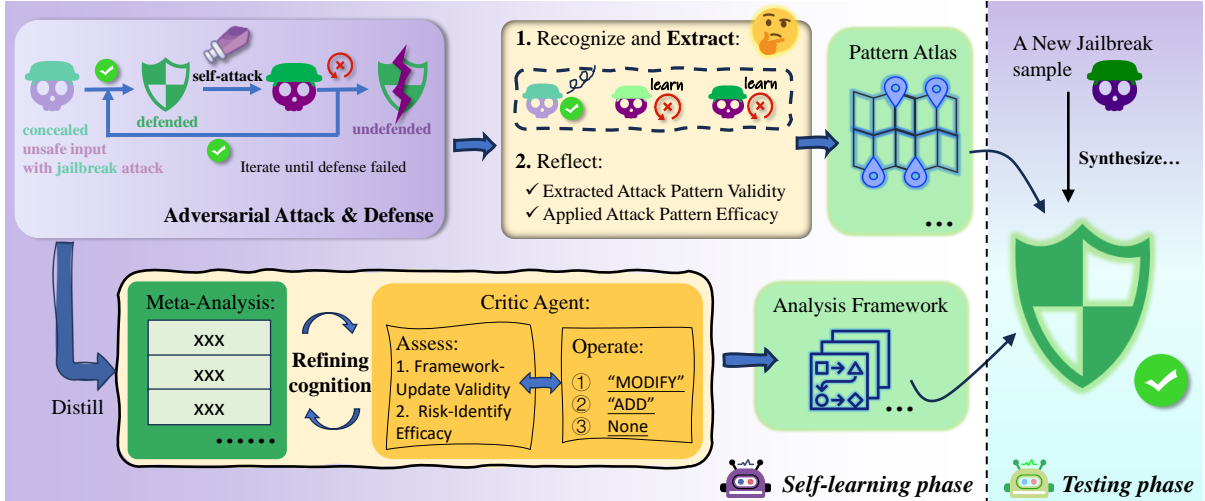 concealed
unsafe input
with jailbreak attack
defended
self-attack
undefended
Iterate until defense failed
Adversarial Attack & Defense
1. Recognize and Extract:
learn
learn
2. Reflect:
✓ Extracted Attack Pattern Validity
✓ Applied Attack Pattern Efficacy
Pattern Atlas
...
A New Jailbreak
sample
Synthesize...
Distill
Meta-Analysis:
XXX
XXX
XXX
......
Refining
cognition
Critic Agent:
Assess:
1. Framework-
Update Validity
2. Risk-Identify
Efficacy
Operate:
① “MODIFY”
② “ADD”
③ None
Analysis Framework
...
Self-learning phase
Testing phase